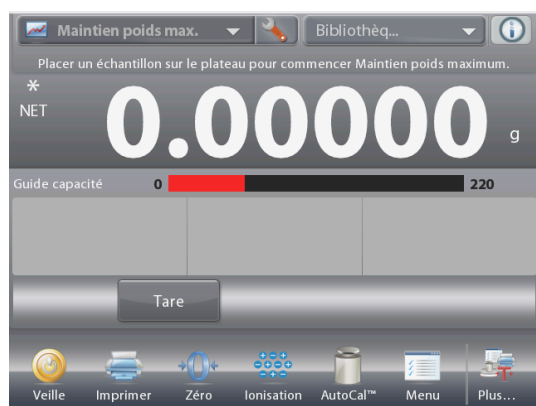 Maintien poids max. Bibliothèq...
Placer un échantillon sur le plateau pour commencer Maintien poids maximum.
*
NET 0.00000 g
Guide capacité 0 220
Tare
Veille Imprimer Zéro Ionisation AutoCal™ Menu Plus...